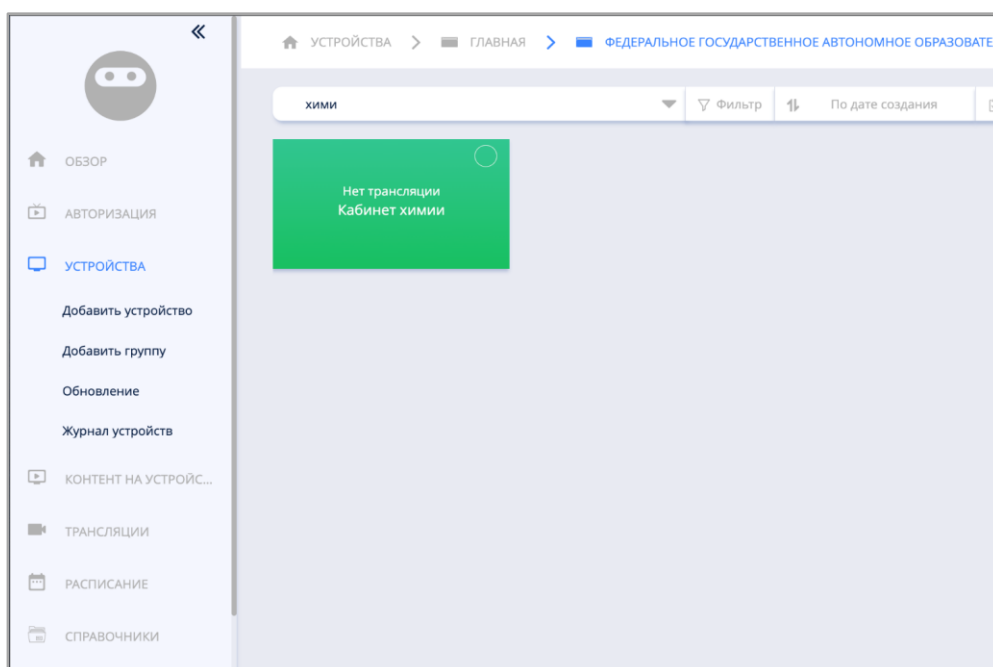 УСТРОЙСТВА ГЛАВНАЯ ФЕДЕРАЛЬНОЕ ГОСУДАРСТВЕННОЕ АВТОНОМНОЕ ОБРАЗОВАТЕ
хими Фильтр По дате создания
Нет трансляции
Кабинет химии
ОБЗОР
АВТОРИЗАЦИЯ
УСТРОЙСТВА
Добавить устройство
Добавить группу
Обновление
Журнал устройств
КОНТЕНТ НА УСТРОЙС...
ТРАНСЛЯЦИИ
РАСПИСАНИЕ
СПРАВОЧНИКИ